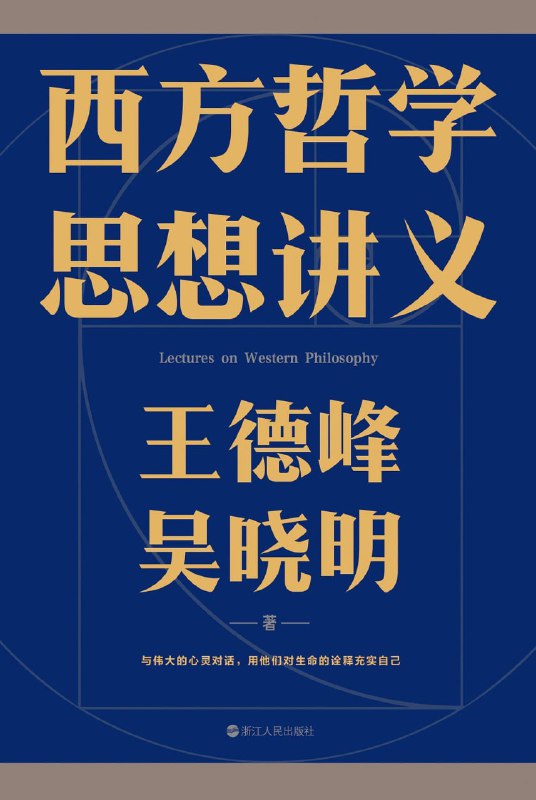 西方哲学
思想讲义
Lectures on Western Philosophy
王德峰
吴晓明
著
与伟大的心灵对话，用他们对生命的诠释充实自己
浙江人民出版社